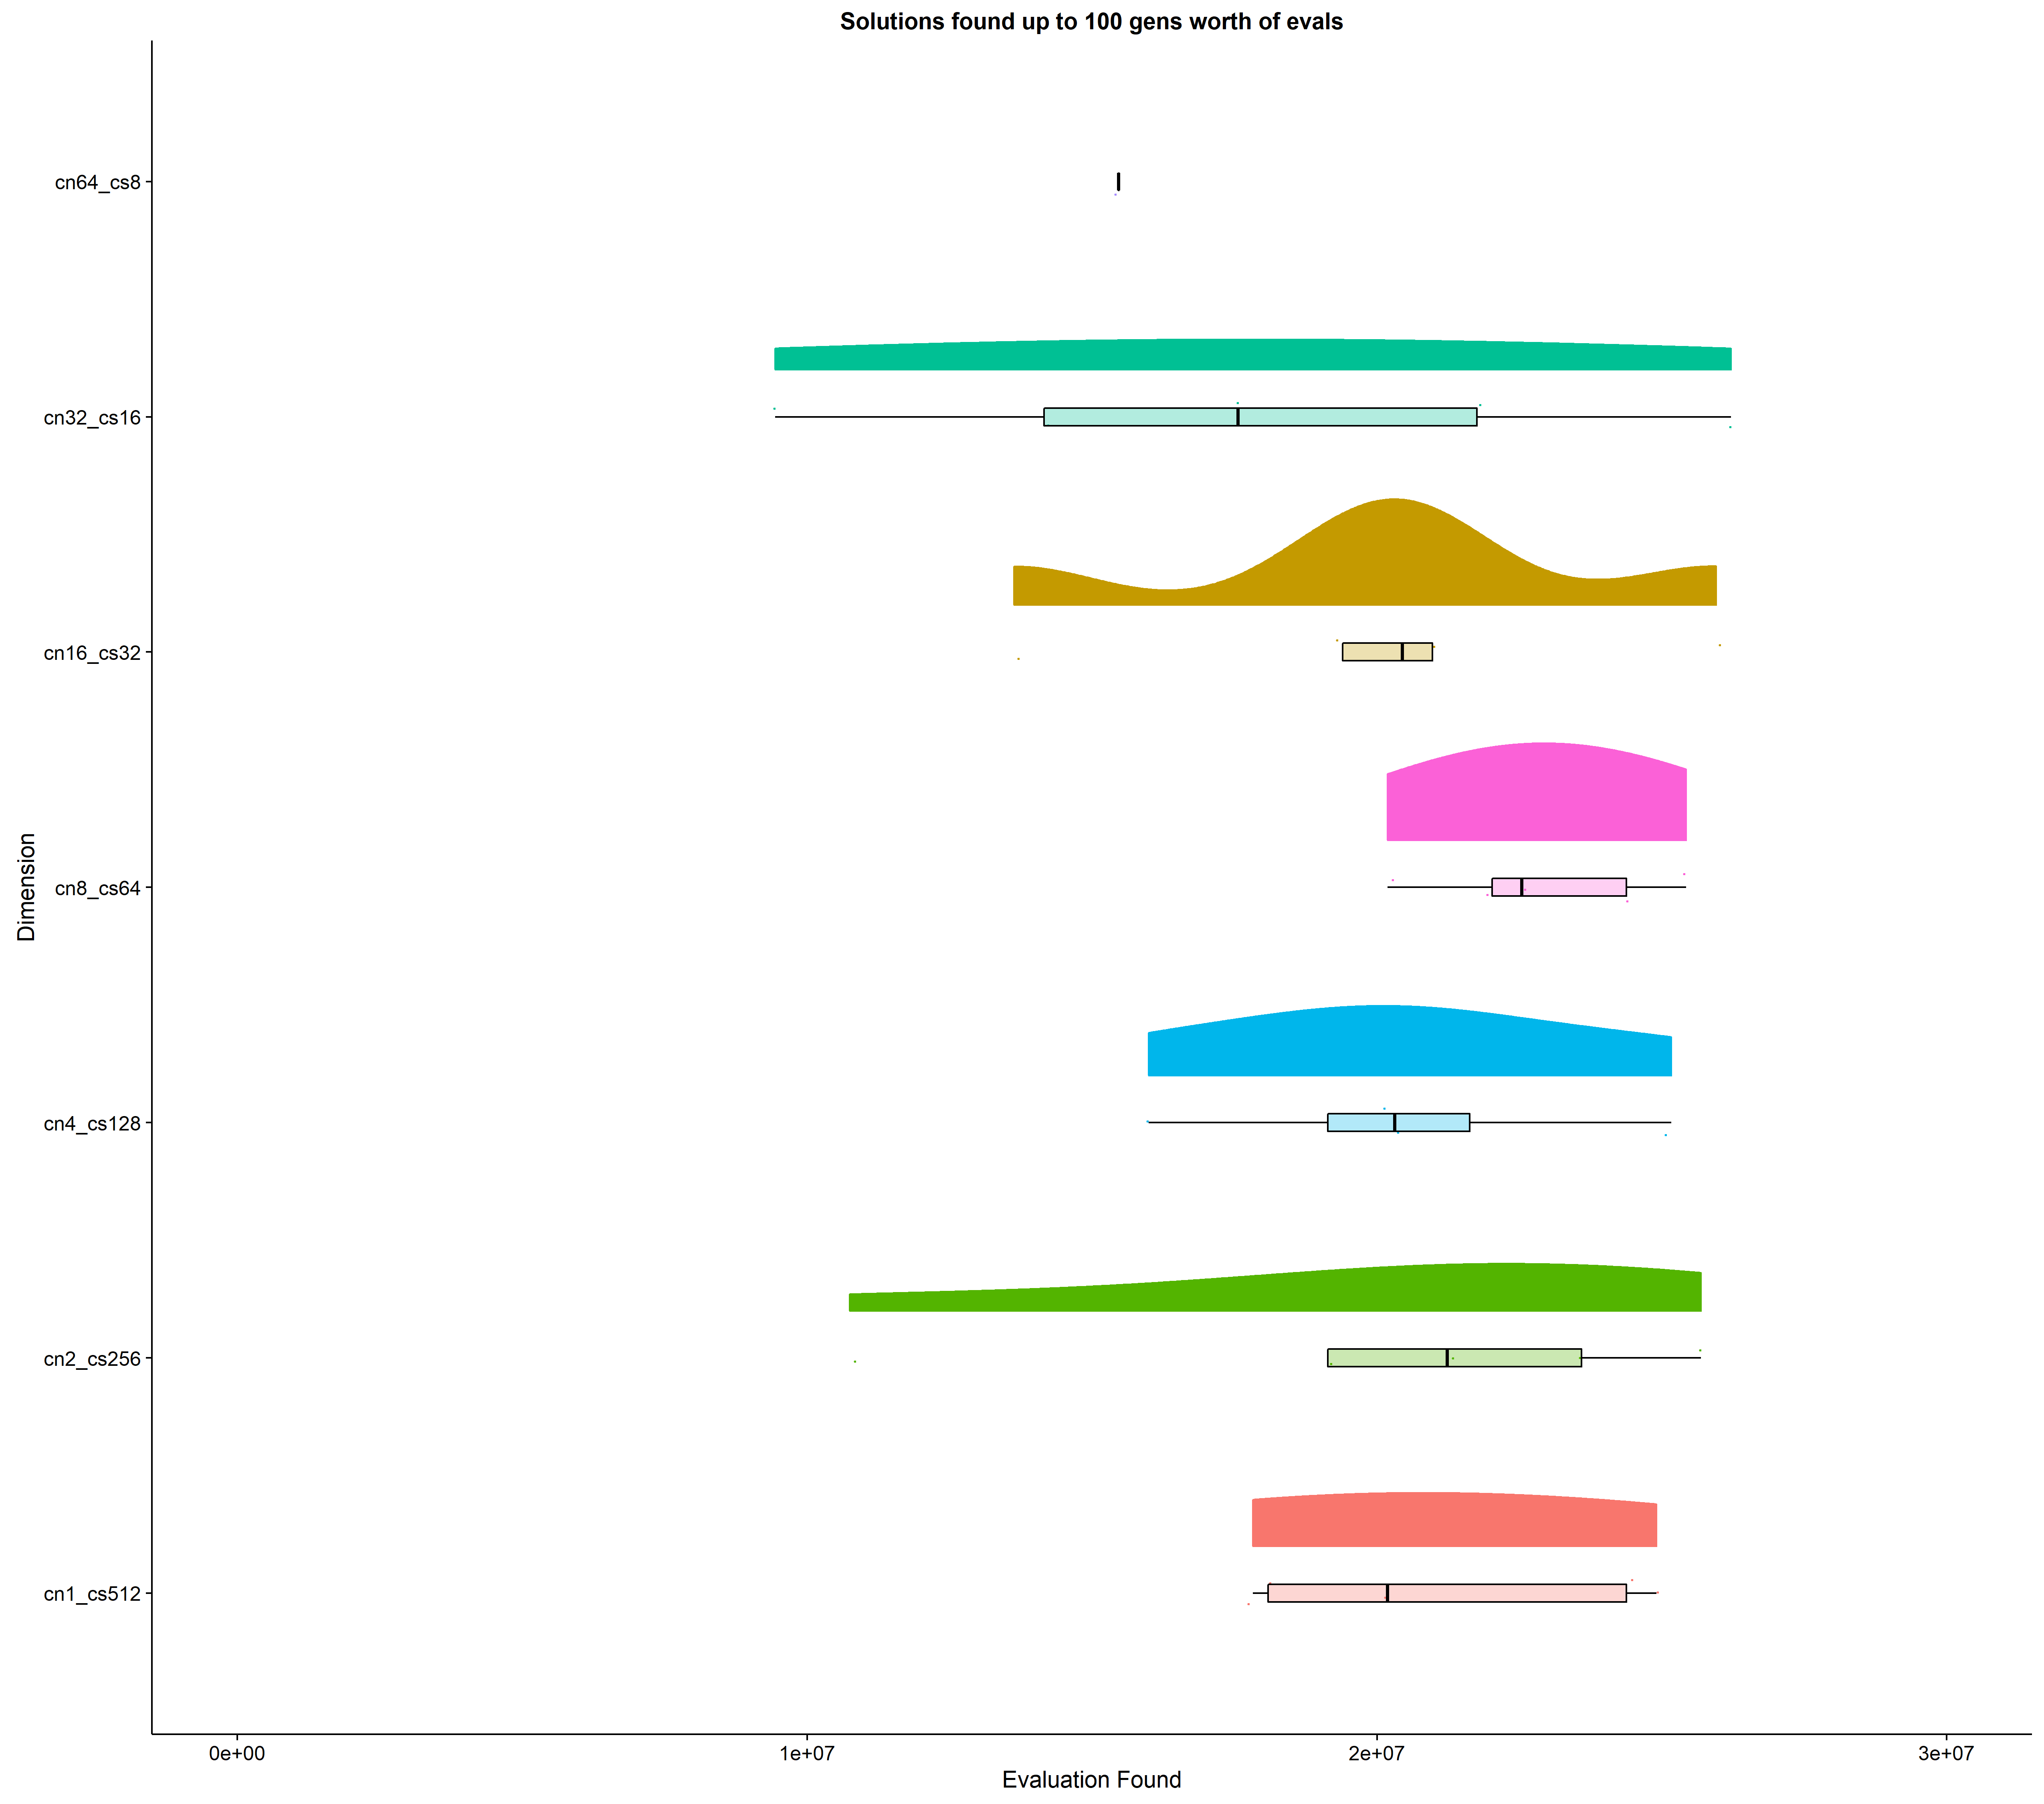 Solutions found up to 100 gens worth of evals
cn64_cs8
cn32_cs16
cn16_cs32
cn8_cs64
cn4_cs128
cn2_cs256
cn1_cs512
Dimension
0e+00 1e+07 2e+07 3e+07
Evaluation Found